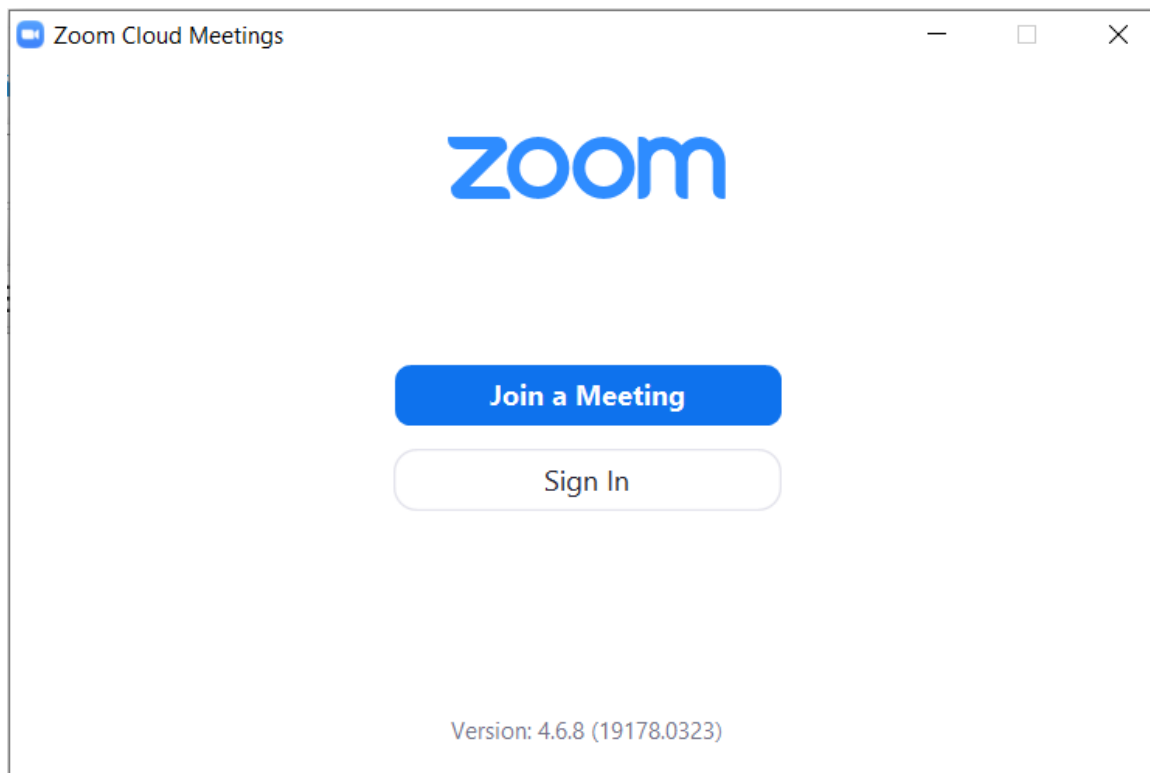 Zoom Cloud Meetings
zoom
Join a Meeting
Sign In
Version: 4.6.8 (19178.0323)